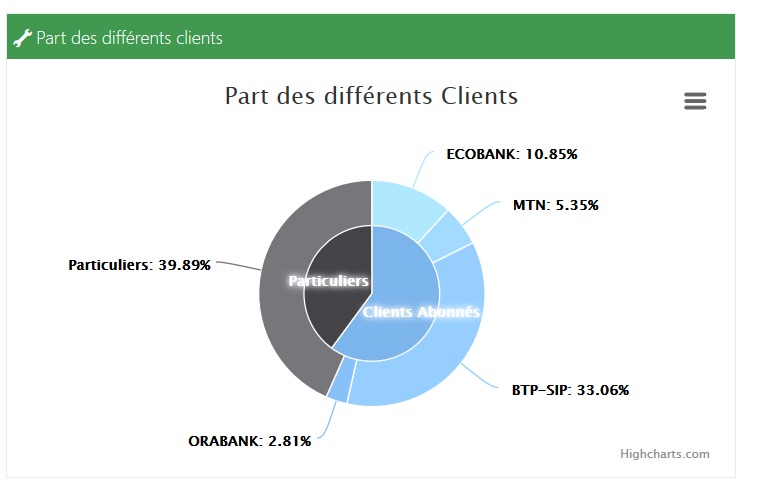 Part des différents clients
Part des différents Clients
ECOBANK: 10.85%
MTN: 5.35%
Particuliers: 39.89%
Particuliers
Clients Abonnés
BTP-SIP: 33.06%
ORABANK: 2.81%
Highcharts.com